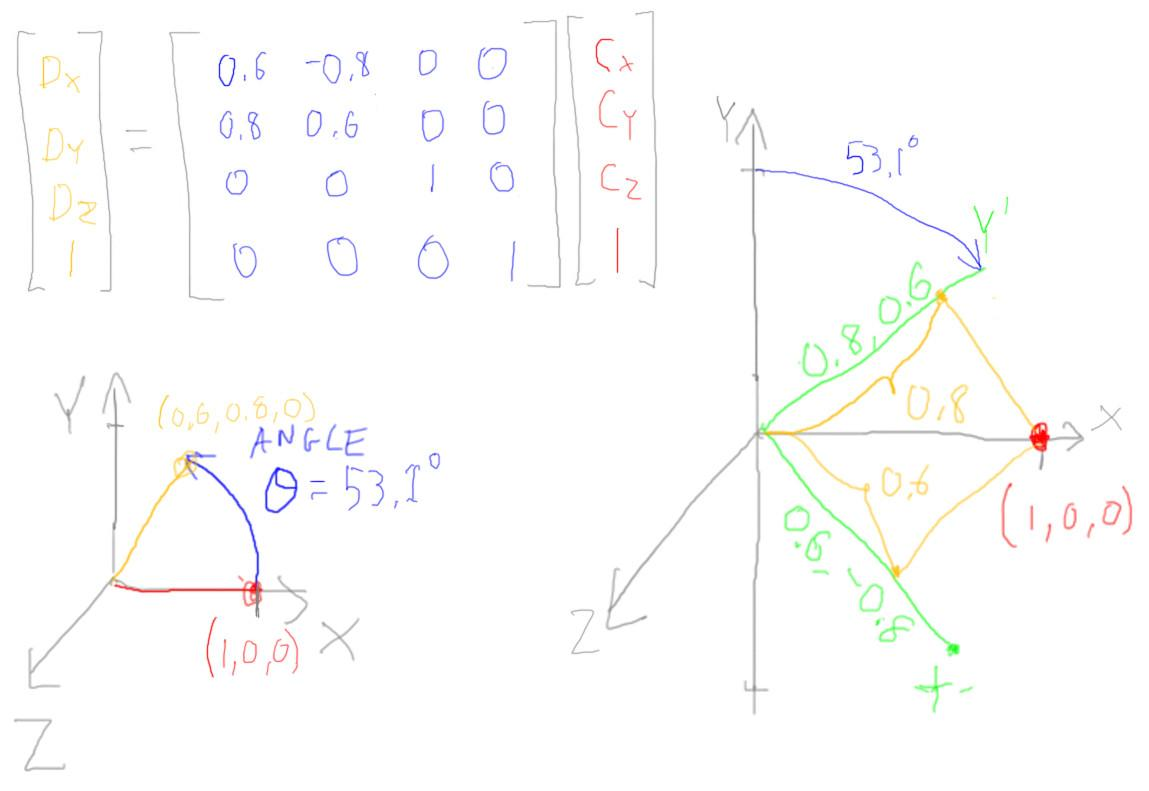 Dx = 0.6 -0.8 0 0 Cx
Dy 0.8 0.6 0 0 Cy
Dz 0 0 1 0 Cz
1 0 0 0 1 1
Y
(0.6, 0.8, 0)
ANGLE
θ = 53.1°
(1,0,0)
X
Z
Y
53.1°
Y'
0.8, 0.6
0.8
X
0.6
(1,0,0)
0.6, -0.8
Z
+-